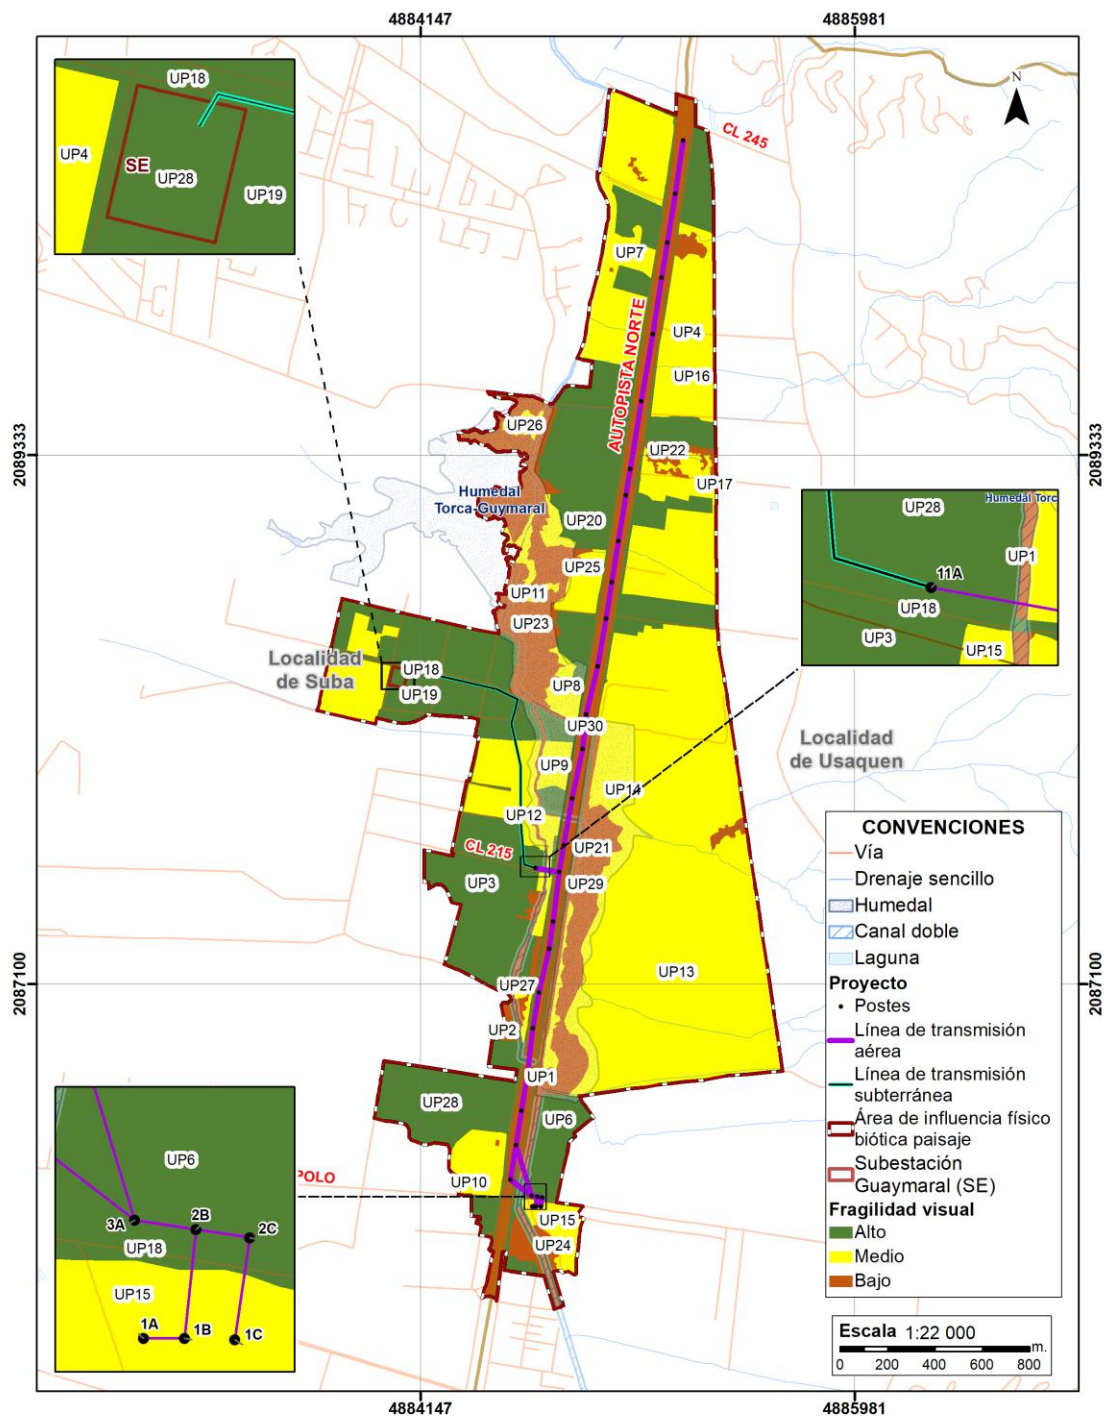 4884147
4885981
N
UP18
UP4
SE
UP28
UP19
CL 245
UP7
AUTOPISTA NORTE
UP4
UP16
UP26
2089333
2089333
UP22
UP17
Humedal
Torca-Guymaral
UP20
UP25
UP11
UP23
UP28
Humedal Torc
UP1
11A
UP18
UP3
UP15
Localidad
de Suba
UP18
UP19
UP8
UP30
UP9
UP14
Localidad
de Usaquen
UP12
CL 215
UP3
UP21
UP29
UP13
2087100
2087100
UP27
UP2
UP1
UP28
UP6
UP10
POLO
UP15
UP24
UP6
3A
2B
2C
UP18
UP15
1A
1B
1C
CONVENCIONES
Vía
Drenaje sencillo
Humedal
Canal doble
Laguna
Proyecto
Postes
Línea de transmisión
aérea
Línea de transmisión
subterránea
Área de influencia físico
biótica paisaje
Subestación
Guaymaral (SE)
Fragilidad visual
Alto
Medio
Bajo
Escala 1:22 000
m.
0 200 400 600 800
4884147
4885981